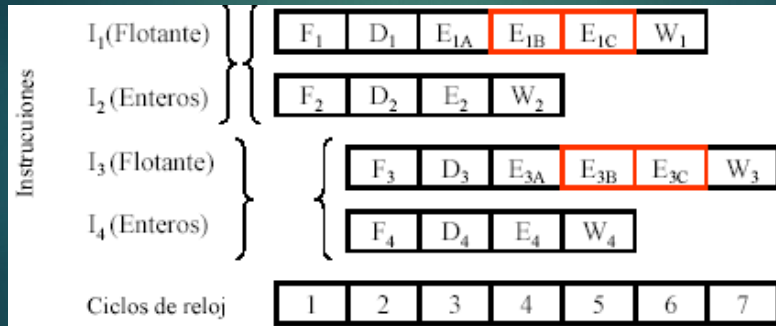 Instrucuiones
I₁(Flotante) F₁ D₁ E₁A E₁B E₁C W₁
I₂(Enteros) F₂ D₂ E₂ W₂
I₃(Flotante) F₃ D₃ E₃A E₃B E₃C W₃
I₄(Enteros) F₄ D₄ E₄ W₄
Ciclos de reloj 1 2 3 4 5 6 7